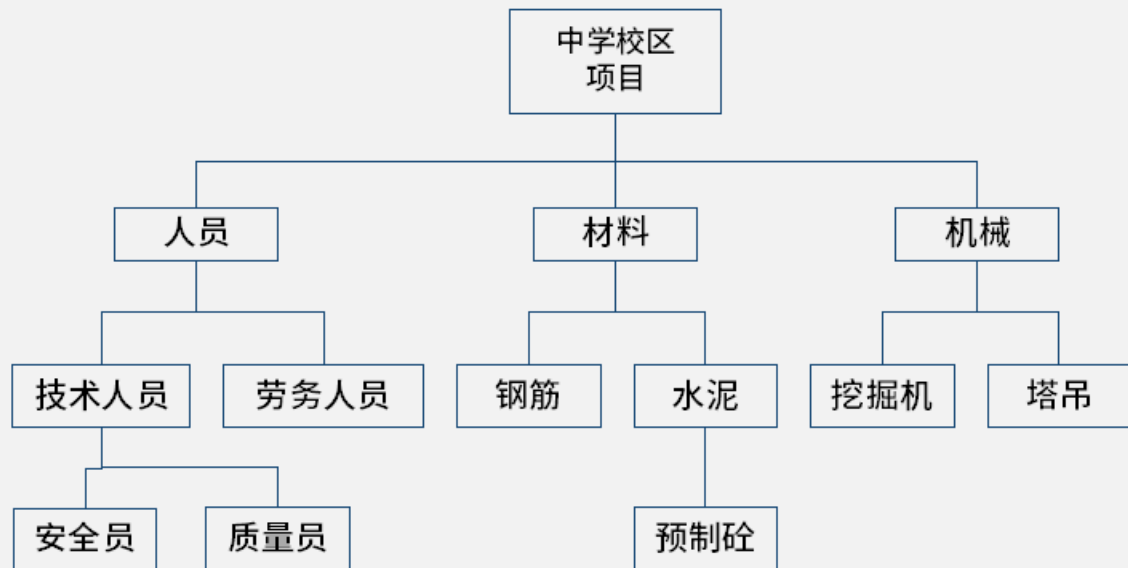 中学校区
项目
人员
材料
机械
技术人员
劳务人员
钢筋
水泥
挖掘机
塔吊
安全员
质量员
预制砼